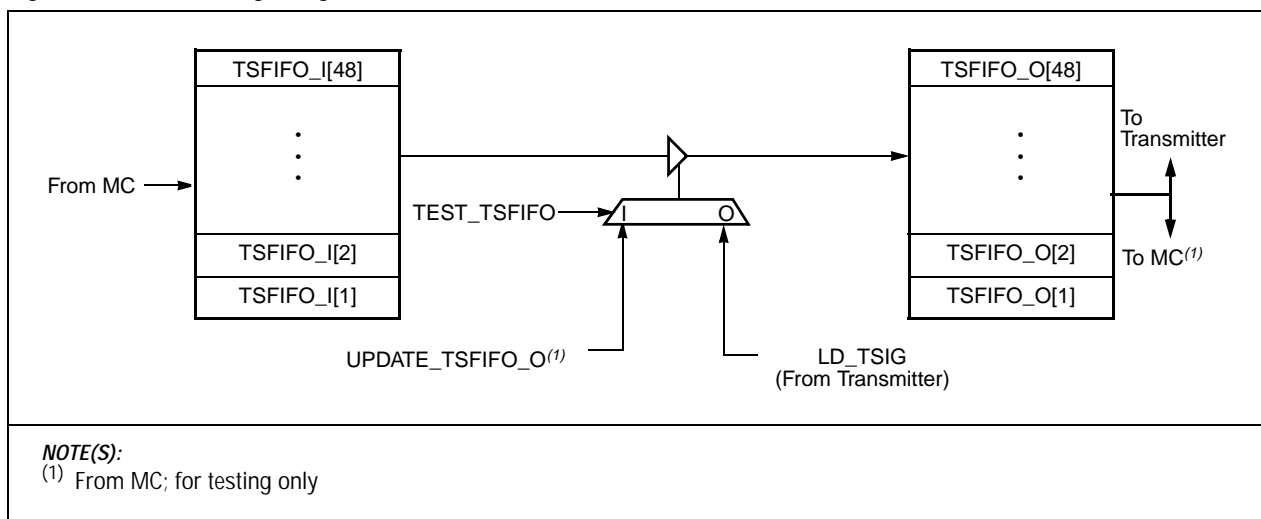 TSFIFO_I[48]
TSFIFO_O[48]
To
Transmitter
From MC
TEST_TSFIFO
I
O
TSFIFO_I[2]
TSFIFO_O[2]
To MC(1)
TSFIFO_I[1]
TSFIFO_O[1]
UPDATE_TSFIFO_O(1)
LD_TSIG
(From Transmitter)
NOTE(S):
(1) From MC; for testing only